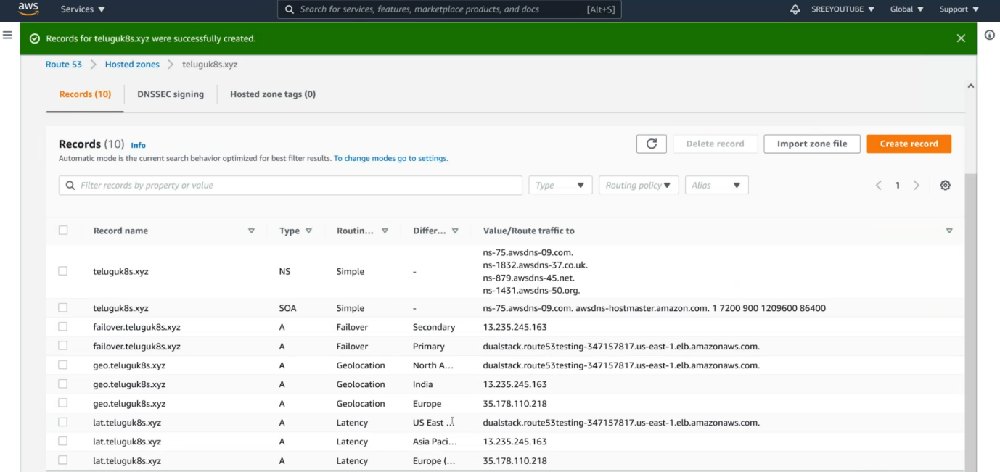 aws Services ▼ Search for services, features, marketplace products, and docs [Alt+S] SREEYOUTUBE ▼ Global ▼ Support ▼
Records for teluguk8s.xyz were successfully created.
Route 53 > Hosted zones > teluguk8s.xyz
Records (10) DNSSEC signing Hosted zone tags (0)
Records (10) Info Delete record Import zone file Create record
Automatic mode is the current search behavior optimized for best filter results. To change modes go to settings.
Filter records by property or value Type ▼ Routing policy ▼ Alias ▼ < 1 >
Record name Type Routin... Differ... Value/Route traffic to
ns-75.awsdns-09.com.
ns-1832.awsdns-37.co.uk.
teluguk8s.xyz NS Simple -
ns-879.awsdns-45.net.
ns-1431.awsdns-50.org.
teluguk8s.xyz SOA Simple - ns-75.awsdns-09.com. awsdns-hostmaster.amazon.com. 1 7200 900 1209600 86400
failover.teluguk8s.xyz A Failover Secondary 13.235.245.163
failover.teluguk8s.xyz A Failover Primary dualstack.route53testing-347157817.us-east-1.elb.amazonaws.com.
geo.teluguk8s.xyz A Geolocation North A... dualstack.route53testing-347157817.us-east-1.elb.amazonaws.com.
geo.teluguk8s.xyz A Geolocation India 13.235.245.163
geo.teluguk8s.xyz A Geolocation Europe 35.178.110.218
lat.teluguk8s.xyz A Latency US East ... dualstack.route53testing-347157817.us-east-1.elb.amazonaws.com.
lat.teluguk8s.xyz A Latency Asia Paci... 13.235.245.163
lat.teluguk8s.xyz A Latency Europe (... 35.178.110.218